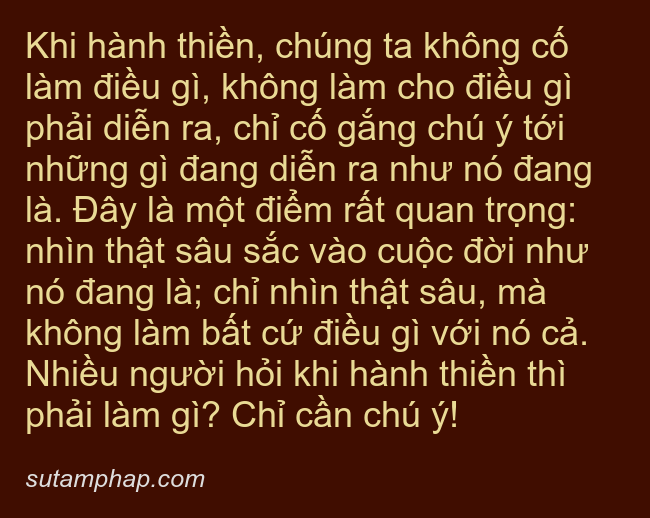 Khi hành thiền, chúng ta không cố
làm điều gì, không làm cho điều gì
phải diễn ra, chỉ cố gắng chú ý tới
những gì đang diễn ra như nó đang
là. Đây là một điểm rất quan trọng:
nhìn thật sâu sắc vào cuộc đời như
nó đang là; chỉ nhìn thật sâu, mà
không làm bất cứ điều gì với nó cả.
Nhiều người hỏi khi hành thiền thì
phải làm gì? Chỉ cần chú ý!
sutamphap.com